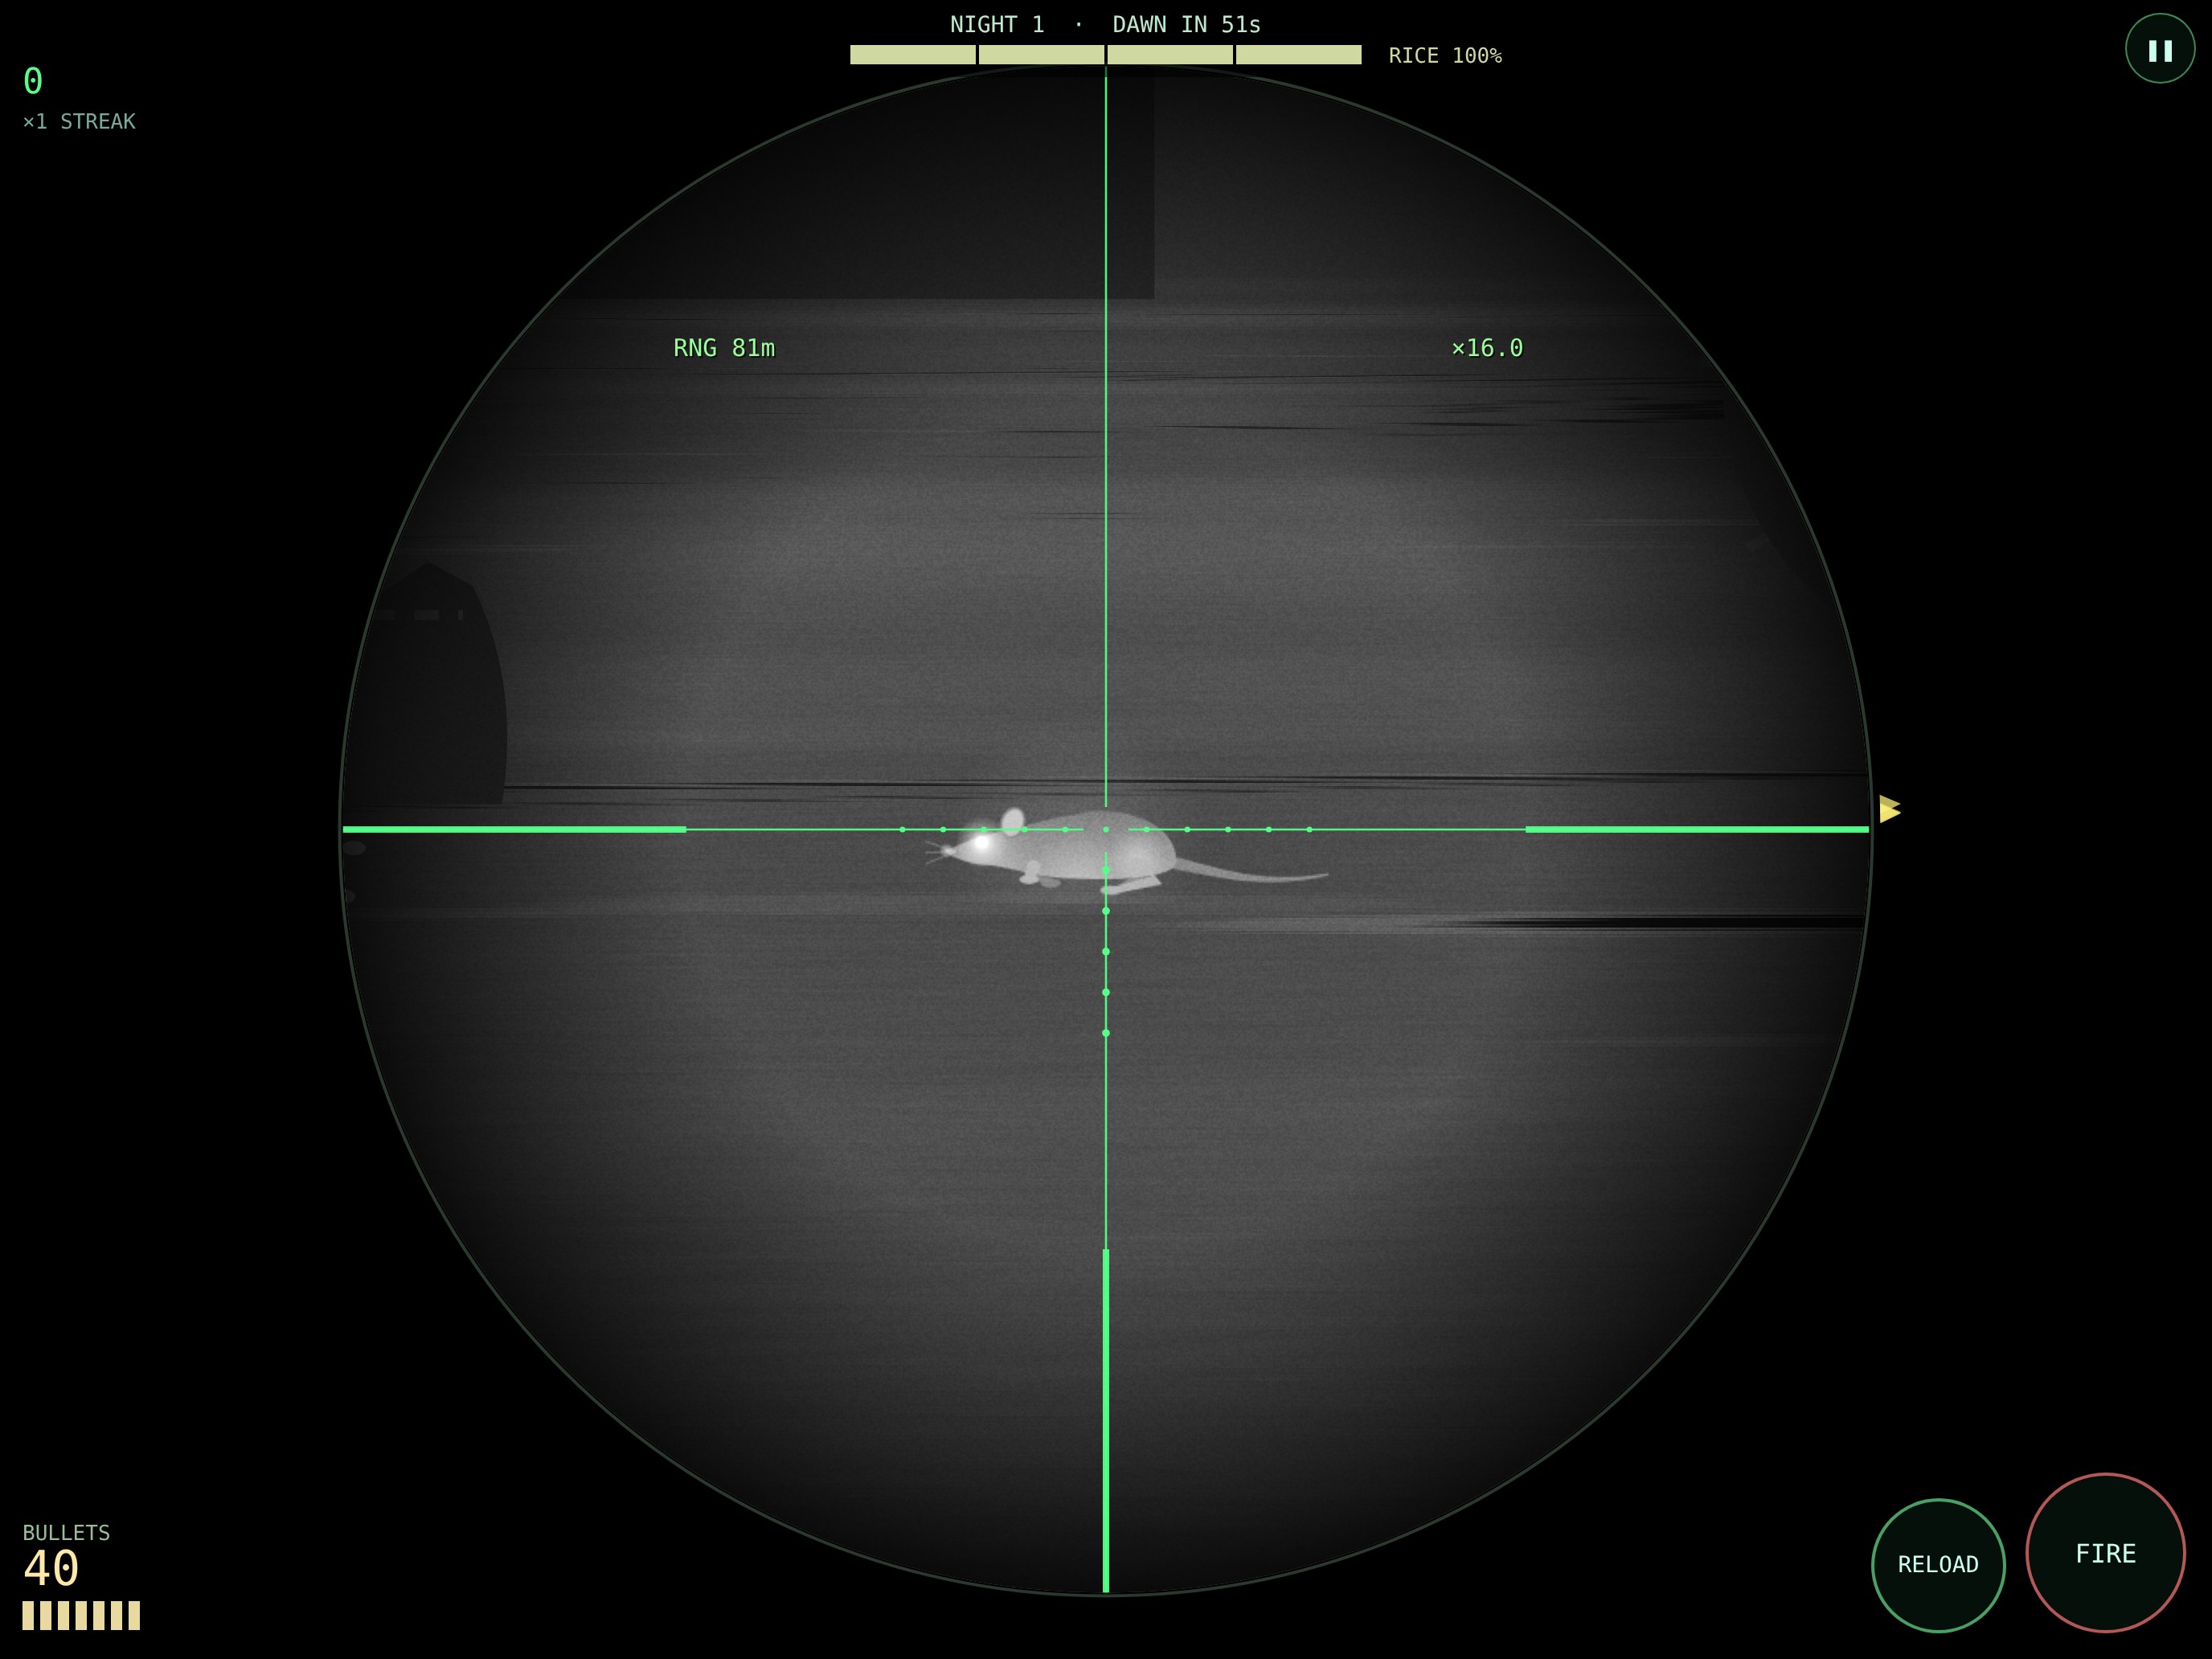 NIGHT 1 · DAWN IN 51s
RICE 100%
0
×1 STREAK
RNG 81m
×16.0
BULLETS
40
RELOAD
FIRE